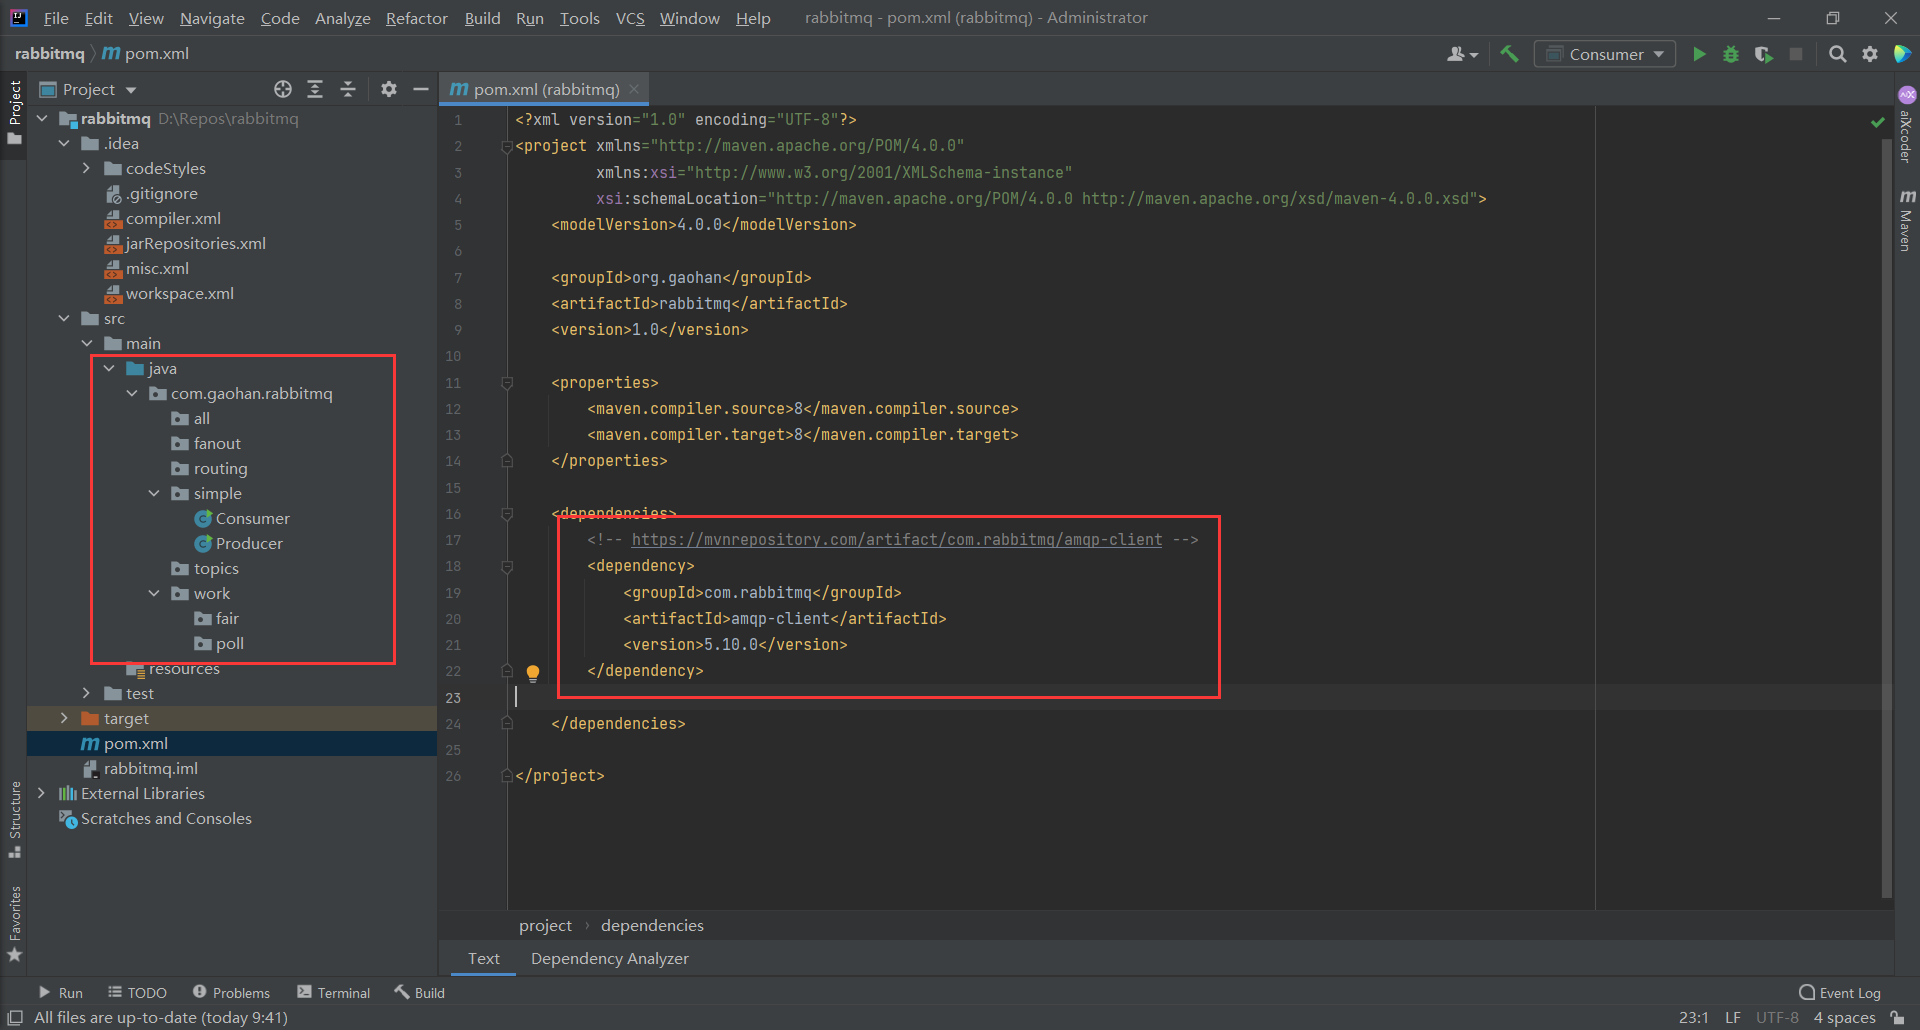 File Edit View Navigate Code Analyze Refactor Build Run Tools VCS Window Help rabbitmq - pom.xml (rabbitmq) - Administrator
rabbitmq m pom.xml
Consumer
Project
Project
rabbitmq D:\Repos\rabbitmq
.idea
codeStyles
.gitignore
compiler.xml
jarRepositories.xml
misc.xml
workspace.xml
src
main
java
com.gaohan.rabbitmq
all
fanout
routing
simple
Consumer
Producer
topics
work
fair
poll
resources
test
target
m pom.xml
rabbitmq.iml
External Libraries
Scratches and Consoles
Structure
Favorites
m pom.xml (rabbitmq)
1 <?xml version="1.0" encoding="UTF-8"?>
2 <project xmlns="http://maven.apache.org/POM/4.0.0"
3 xmlns:xsi="http://www.w3.org/2001/XMLSchema-instance"
4 xsi:schemaLocation="http://maven.apache.org/POM/4.0.0 http://maven.apache.org/xsd/maven-4.0.0.xsd">
5 <modelVersion>4.0.0</modelVersion>
6
7 <groupId>org.gaohan</groupId>
8 <artifactId>rabbitmq</artifactId>
9 <version>1.0</version>
10
11 <properties>
12 <maven.compiler.source>8</maven.compiler.source>
13 <maven.compiler.target>8</maven.compiler.target>
14 </properties>
15
16 <dependencies>
17 <!-- https://mvnrepository.com/artifact/com.rabbitmq/amqp-client -->
18 <dependency>
19 <groupId>com.rabbitmq</groupId>
20 <artifactId>amqp-client</artifactId>
21 <version>5.10.0</version>
22 </dependency>
23
24 </dependencies>
25
26 </project>
aiXcoder
m Maven
project › dependencies
Text Dependency Analyzer
Run TODO Problems Terminal Build Event Log
All files are up-to-date (today 9:41) 23:1 LF UTF-8 4 spaces